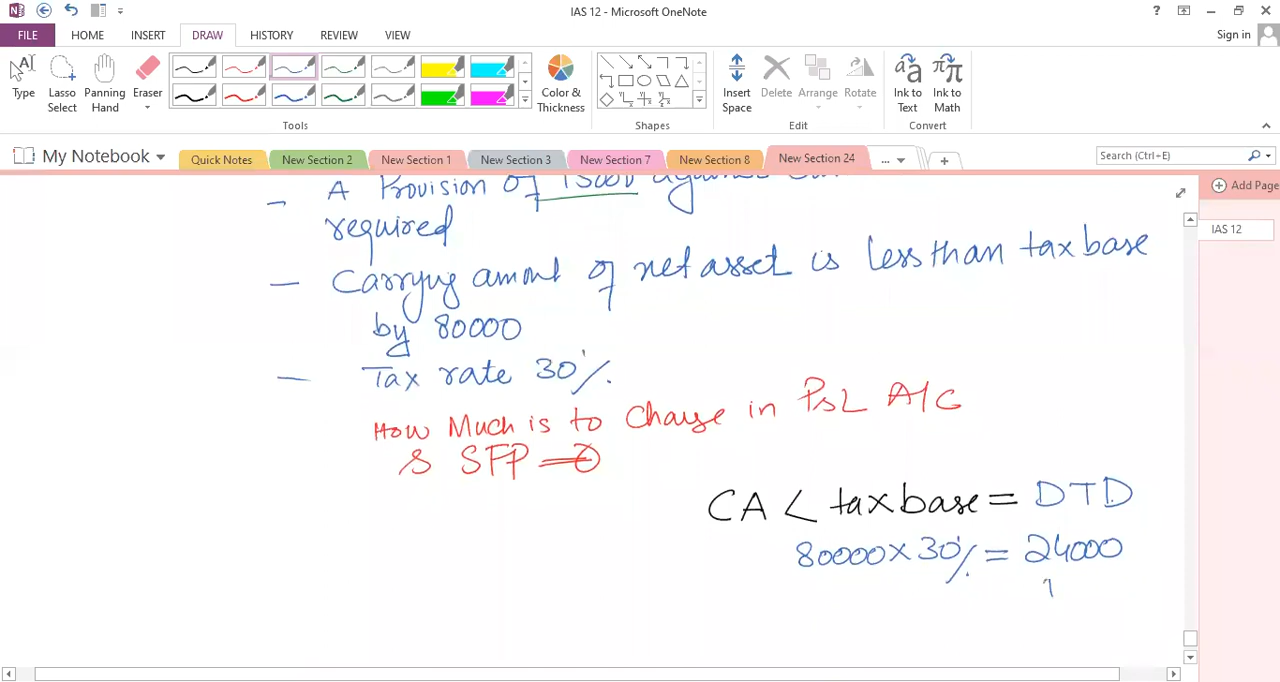 IAS 12 - Microsoft OneNote
Sign in
FILE HOME INSERT DRAW HISTORY REVIEW VIEW
Type
Lasso Select
Panning Hand
Eraser
Color & Thickness
Insert Space
Delete
Arrange
Rotate
Ink to Text
Ink to Math
Tools Shapes Edit Convert
My Notebook Quick Notes New Section 2 New Section 1 New Section 3 New Section 7 New Section 8 New Section 24 ... + Search (Ctrl+E)
Add Page
IAS 12
- A Provision of 15000 against
required
- Carrying amont of net asset is less than tax base
by 80000
- Tax rate 30%
How Much is to Charge in P&L A/C
& SFP
CA < tax base = DTD
80000 x 30% = 24000